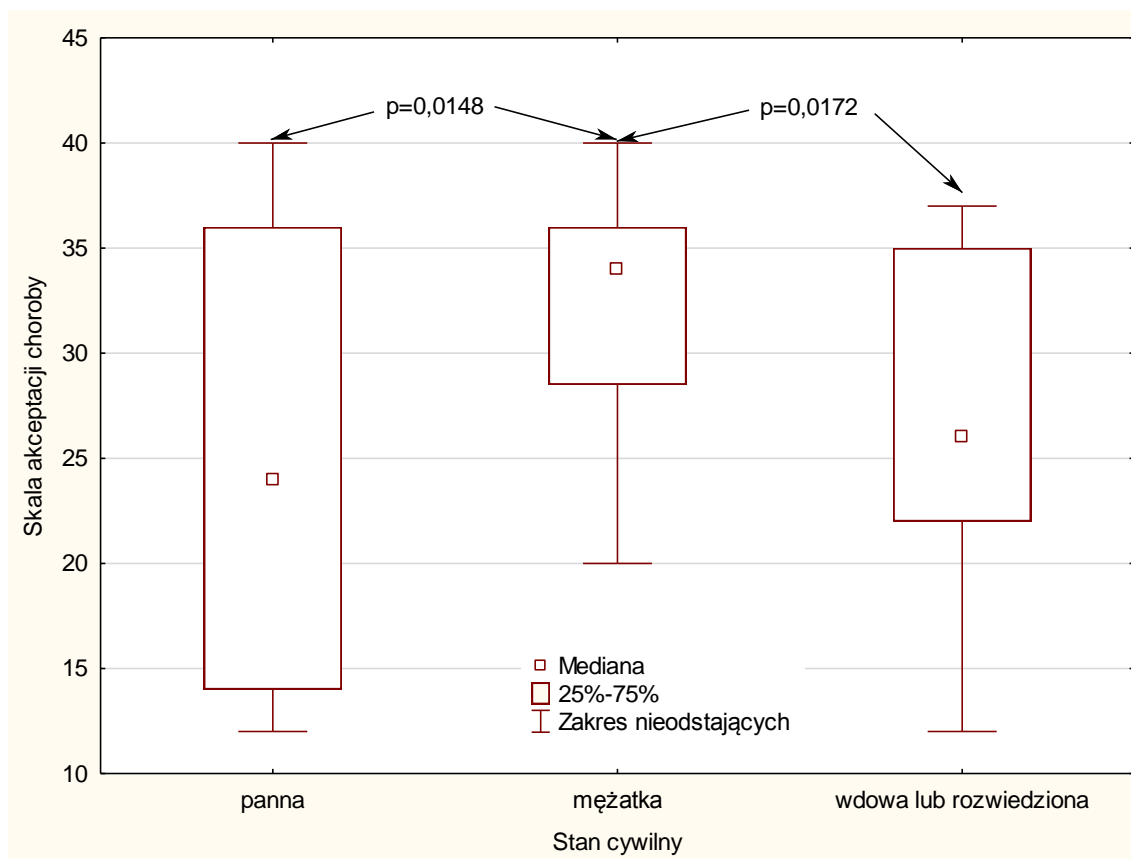 45
40
35
30
25
20
15
10
Skala akceptacji choroby
p=0,0148
p=0,0172
Mediana
25%-75%
Zakres nieodstających
panna
mężatka
wdowa lub rozwiedziona
Stan cywilny